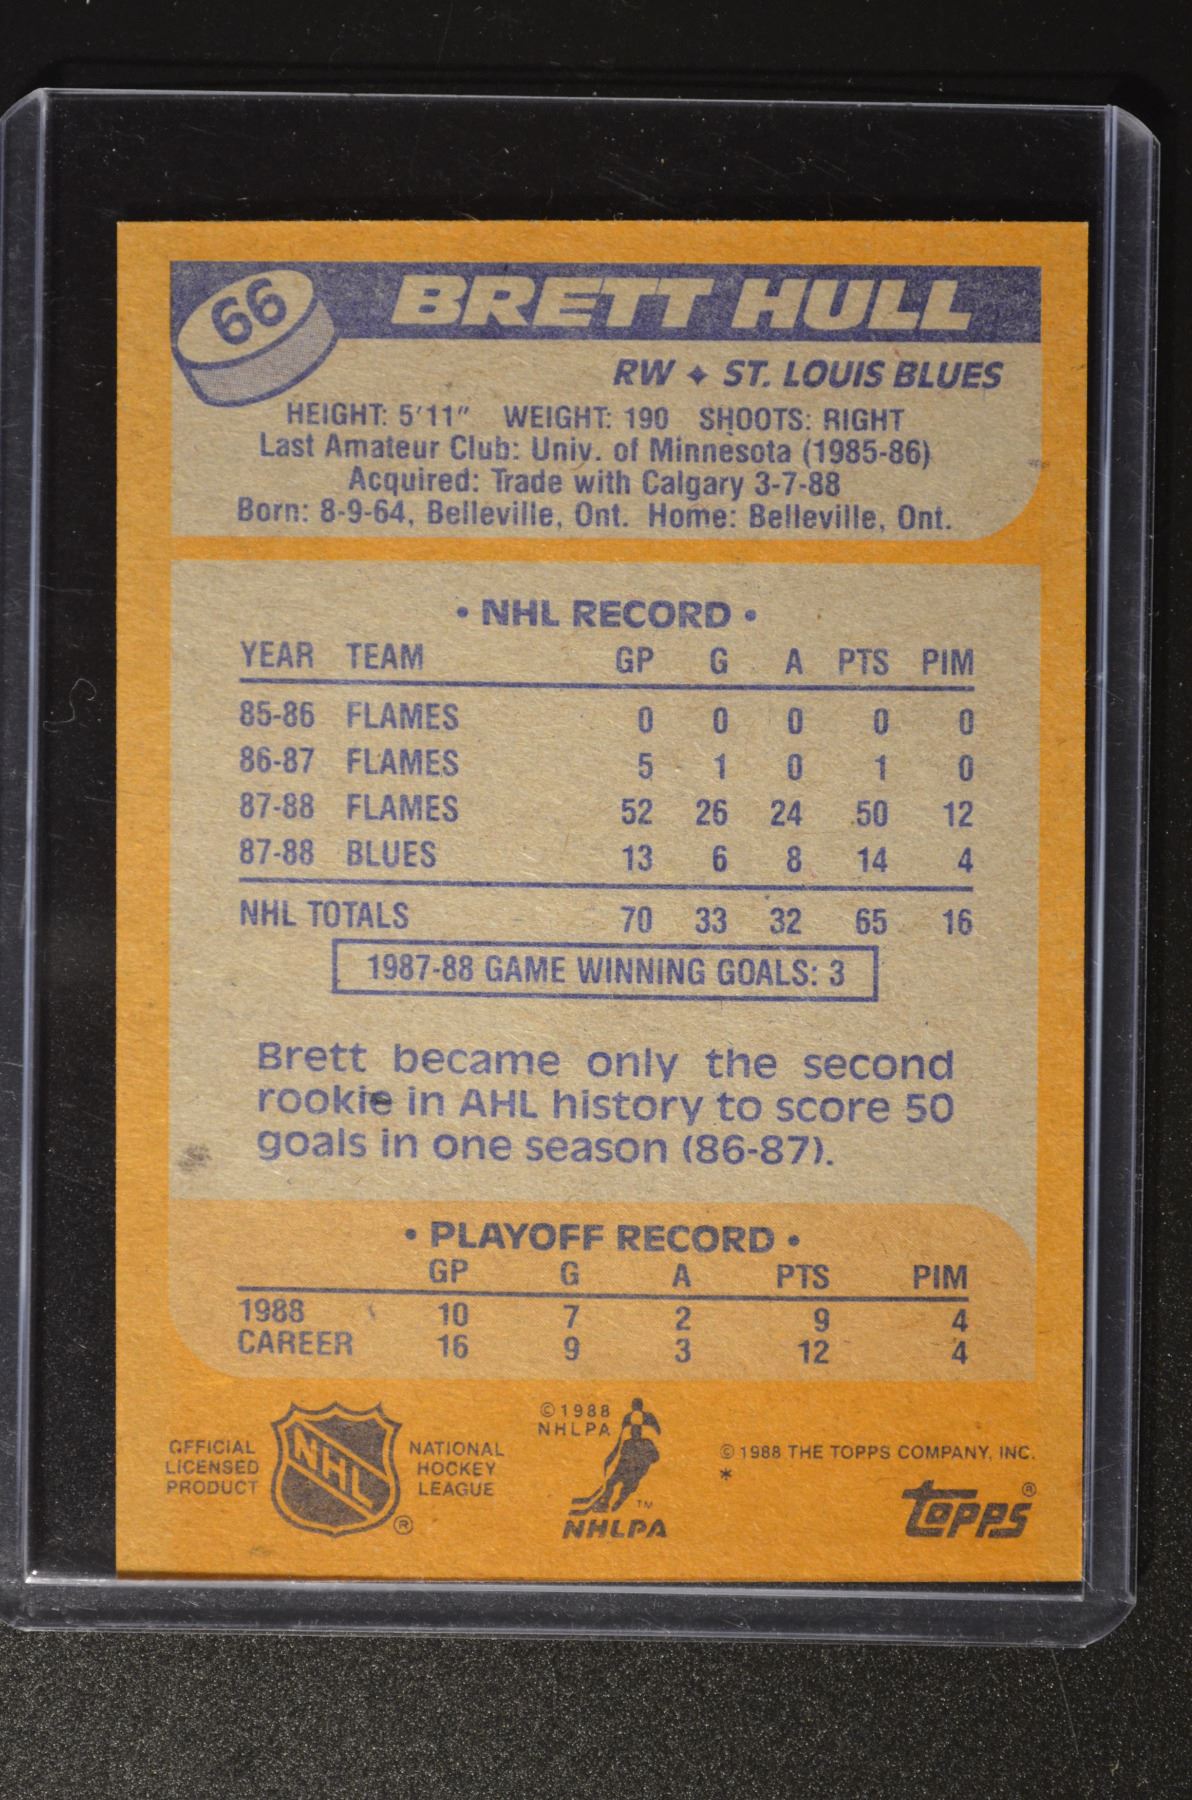 66 BRETT HULL
RW ✦ ST. LOUIS BLUES
HEIGHT: 5'11" WEIGHT: 190 SHOOTS: RIGHT
Last Amateur Club: Univ. of Minnesota (1985-86)
Acquired: Trade with Calgary 3-7-88
Born: 8-9-64, Belleville, Ont. Home: Belleville, Ont.
• NHL RECORD •
YEAR TEAM GP G A PTS PIM
85-86 FLAMES 0 0 0 0 0
86-87 FLAMES 5 1 0 1 0
87-88 FLAMES 52 26 24 50 12
87-88 BLUES 13 6 8 14 4
NHL TOTALS 70 33 32 65 16
1987-88 GAME WINNING GOALS: 3
Brett became only the second
rookie in AHL history to score 50
goals in one season (86-87).
• PLAYOFF RECORD •
GP G A PTS PIM
1988 10 7 2 9 4
CAREER 16 9 3 12 4
OFFICIAL
LICENSED
PRODUCT
NHL
®
NATIONAL
HOCKEY
LEAGUE
© 1988
NHLPA
™
NHLPA
© 1988 THE TOPPS COMPANY, INC.
*
TOPPS®